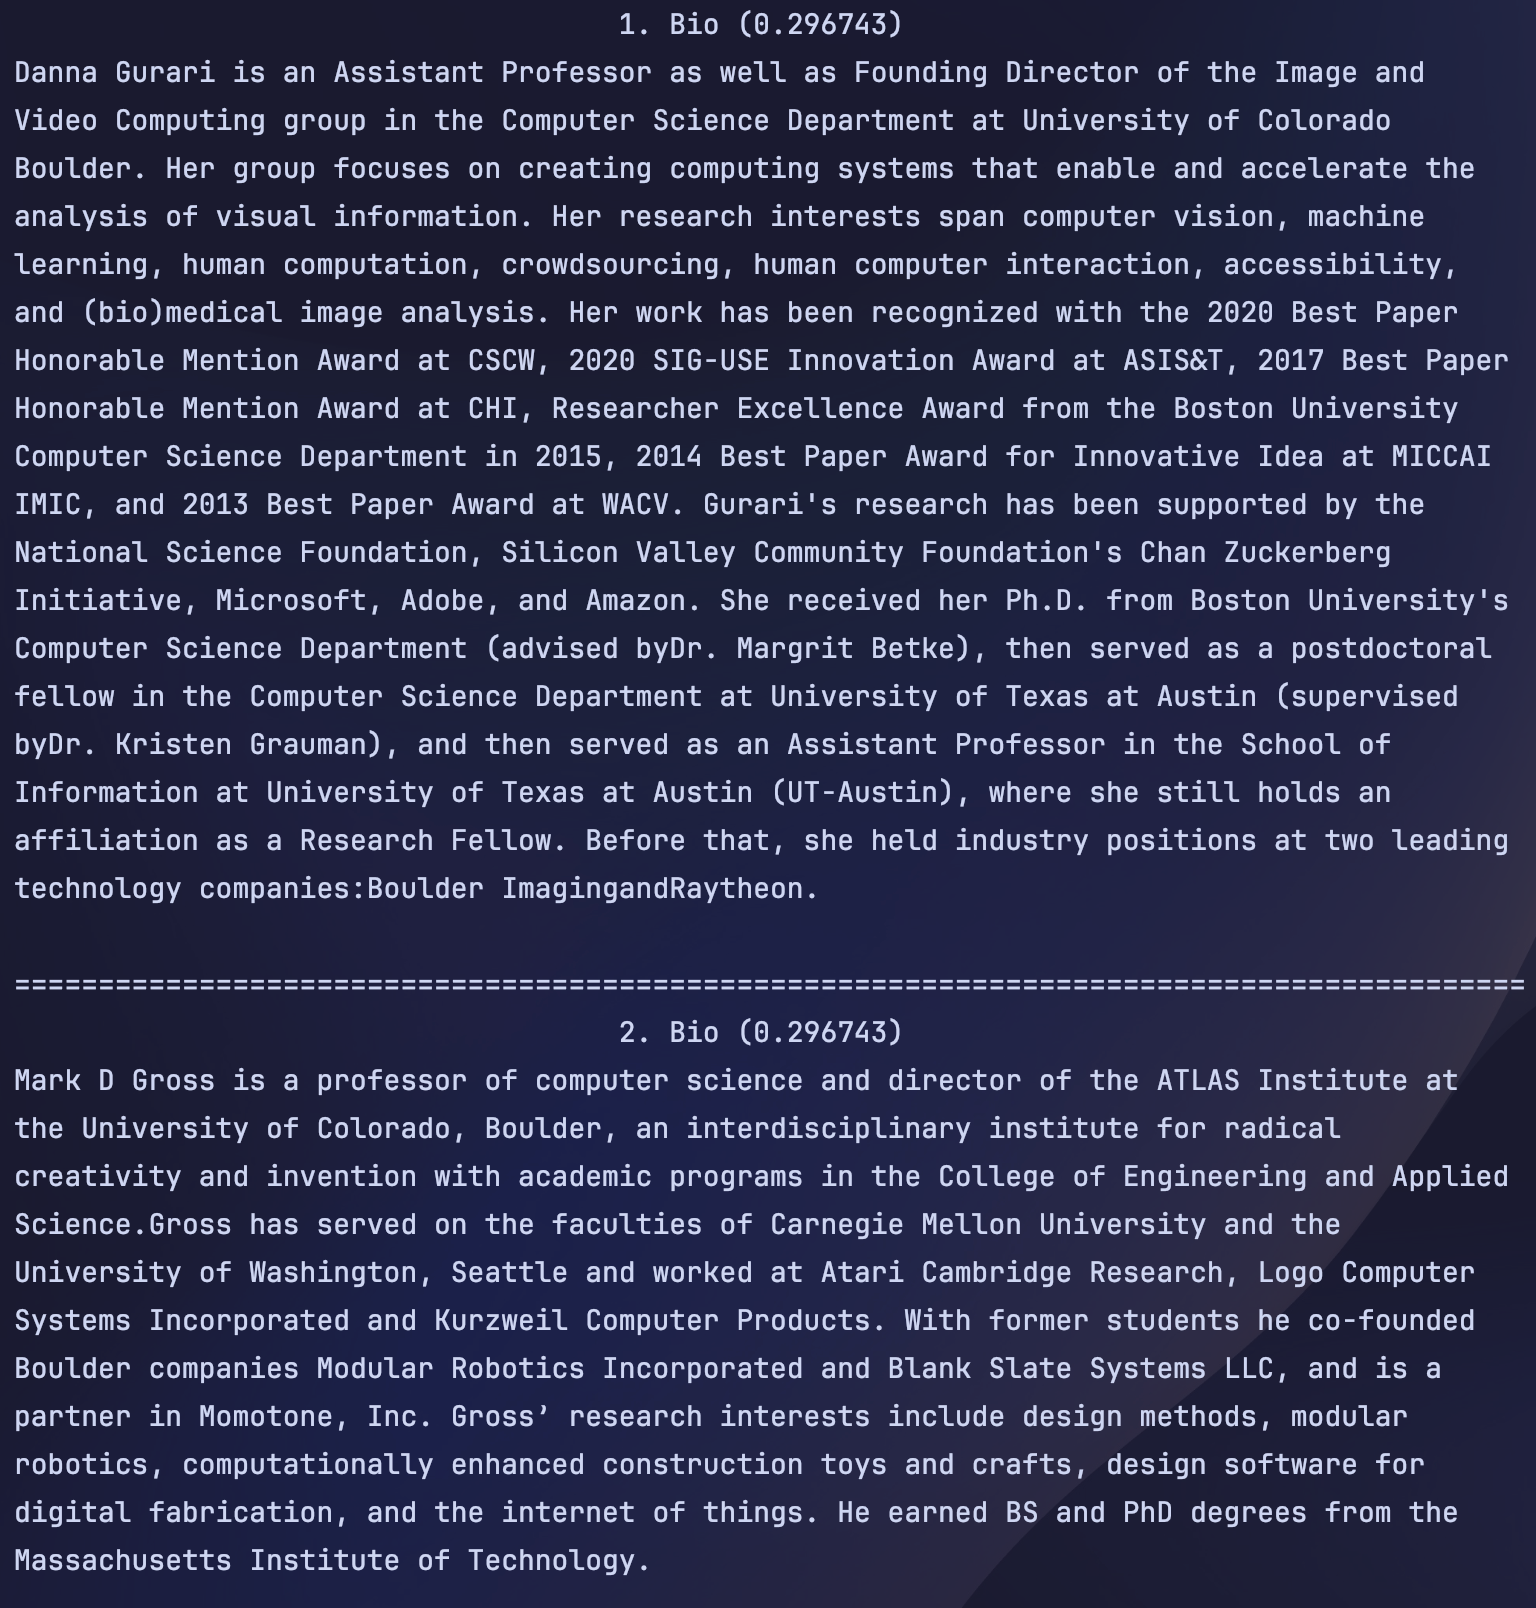 1. Bio (0.296743)
Danna Gurari is an Assistant Professor as well as Founding Director of the Image and
Video Computing group in the Computer Science Department at University of Colorado
Boulder. Her group focuses on creating computing systems that enable and accelerate the
analysis of visual information. Her research interests span computer vision, machine
learning, human computation, crowdsourcing, human computer interaction, accessibility,
and (bio)medical image analysis. Her work has been recognized with the 2020 Best Paper
Honorable Mention Award at CSCW, 2020 SIG-USE Innovation Award at ASIS&T, 2017 Best Paper
Honorable Mention Award at CHI, Researcher Excellence Award from the Boston University
Computer Science Department in 2015, 2014 Best Paper Award for Innovative Idea at MICCAI
IMIC, and 2013 Best Paper Award at WACV. Gurari's research has been supported by the
National Science Foundation, Silicon Valley Community Foundation's Chan Zuckerberg
Initiative, Microsoft, Adobe, and Amazon. She received her Ph.D. from Boston University's
Computer Science Department (advised byDr. Margrit Betke), then served as a postdoctoral
fellow in the Computer Science Department at University of Texas at Austin (supervised
byDr. Kristen Grauman), and then served as an Assistant Professor in the School of
Information at University of Texas at Austin (UT-Austin), where she still holds an
affiliation as a Research Fellow. Before that, she held industry positions at two leading
technology companies:Boulder ImagingandRaytheon.
==========================================================================================
2. Bio (0.296743)
Mark D Gross is a professor of computer science and director of the ATLAS Institute at
the University of Colorado, Boulder, an interdisciplinary institute for radical
creativity and invention with academic programs in the College of Engineering and Applied
Science.Gross has served on the faculties of Carnegie Mellon University and the
University of Washington, Seattle and worked at Atari Cambridge Research, Logo Computer
Systems Incorporated and Kurzweil Computer Products. With former students he co-founded
Boulder companies Modular Robotics Incorporated and Blank Slate Systems LLC, and is a
partner in Momotone, Inc. Gross’ research interests include design methods, modular
robotics, computationally enhanced construction toys and crafts, design software for
digital fabrication, and the internet of things. He earned BS and PhD degrees from the
Massachusetts Institute of Technology.